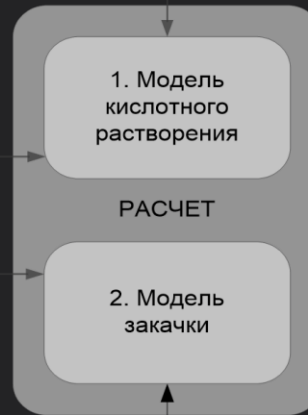 1. Модель
кислотного
растворения
РАСЧЕТ
2. Модель
закачки